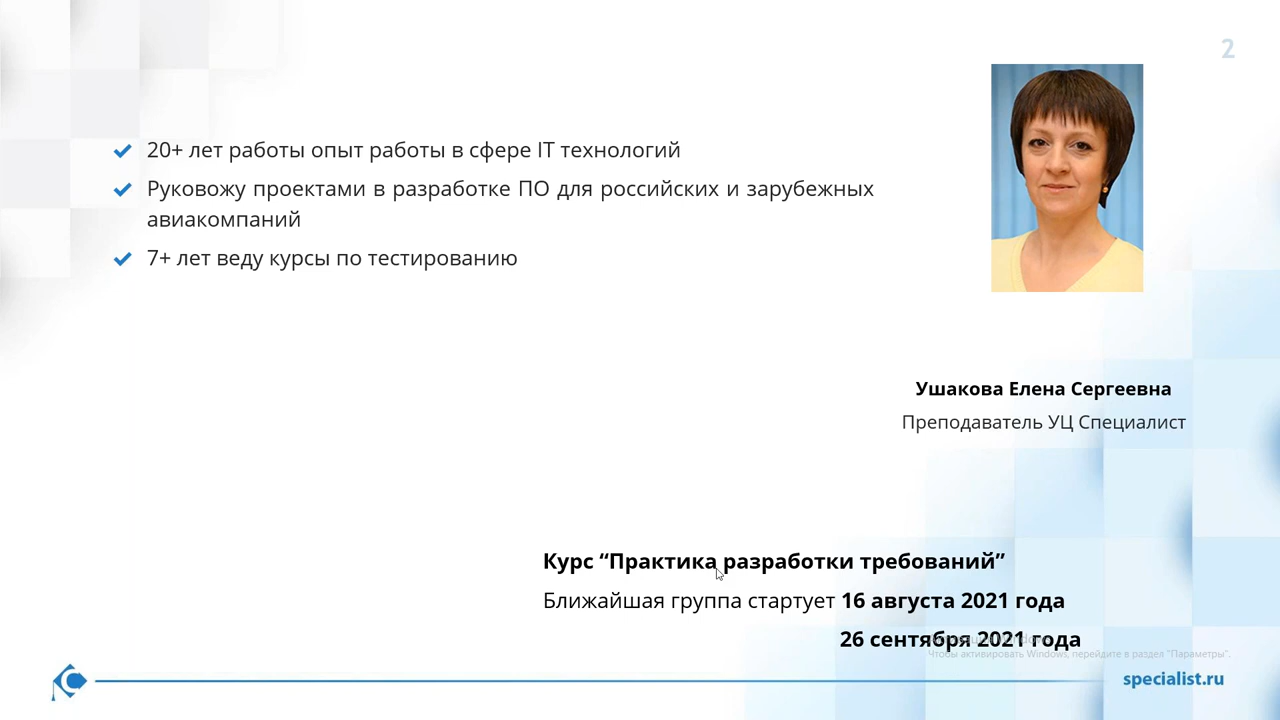 2
20+ лет работы опыт работы в сфере IT технологий
Руковожу проектами в разработке ПО для российских и зарубежных
авиакомпаний
7+ лет веду курсы по тестированию
Ушакова Елена Сергеевна
Преподаватель УЦ Специалист
Курс “Практика разработки требований”
Ближайшая группа стартует 16 августа 2021 года
26 сентября 2021 года
Чтобы активировать Windows, перейдите в раздел "Параметры".
specialist.ru